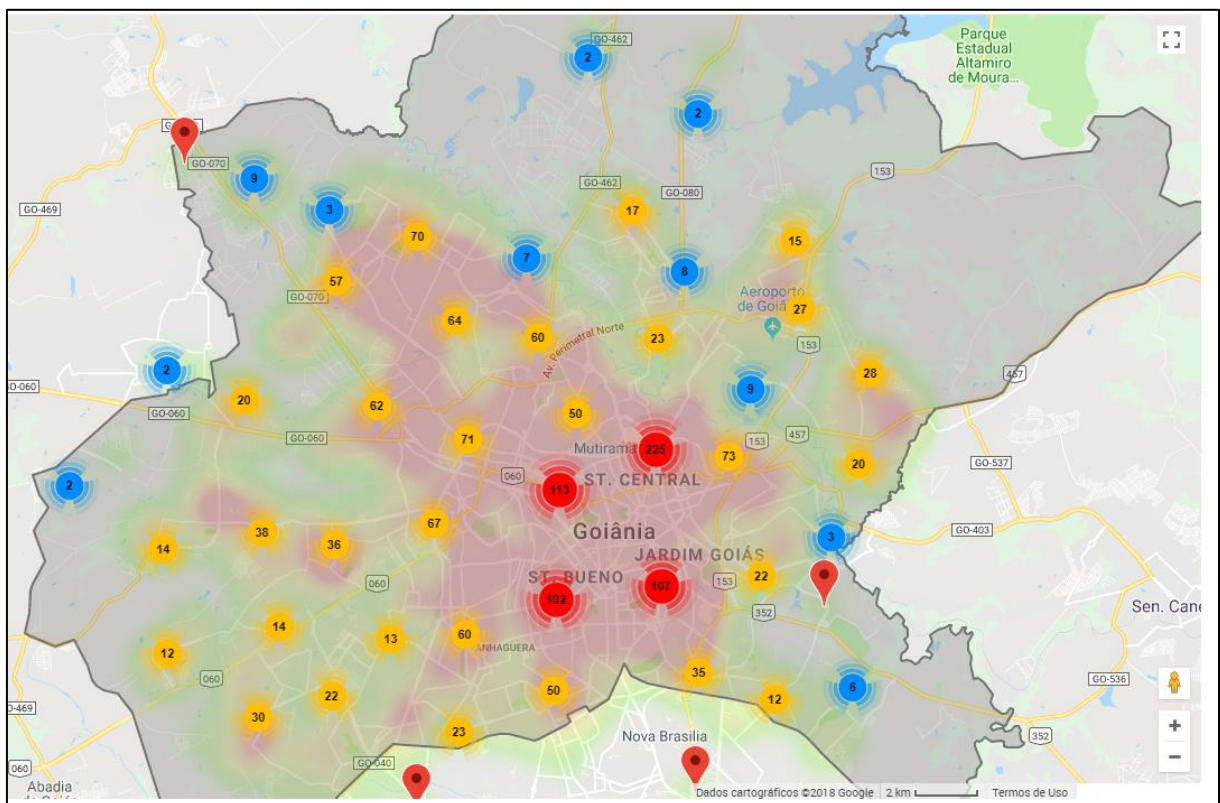 GO-462
Parque
Estadual
Altamiro
de Moura...
2
2
GO-070
153
GO-469
9
GO-462
GO-080
3
17
70
15
7
8
57
GO-070
Aeroporto
de Goiâ
27
64
60
Av. Perimetral Norte
23
153
2
28
457
GO-060
20
9
62
50
GO-060
GO-060
71
Mutirama
225
153
457
73
2
060
ST. CENTRAL
20
GO-537
113
67
38
Goiânia
3
GO-403
14
36
JARDIM GOIÁS
ST. BUENO
107
153
22
060
102
352
Sen. Cane
14
13
60
ANHAGUERA
12
060
35
GO-536
22
50
12
6
GO-469
30
23
Nova Brasilia
352
GO-040
060
Abadia
de Goiás
Dados cartográficos ©2018 Google
2 km
Termos de Uso